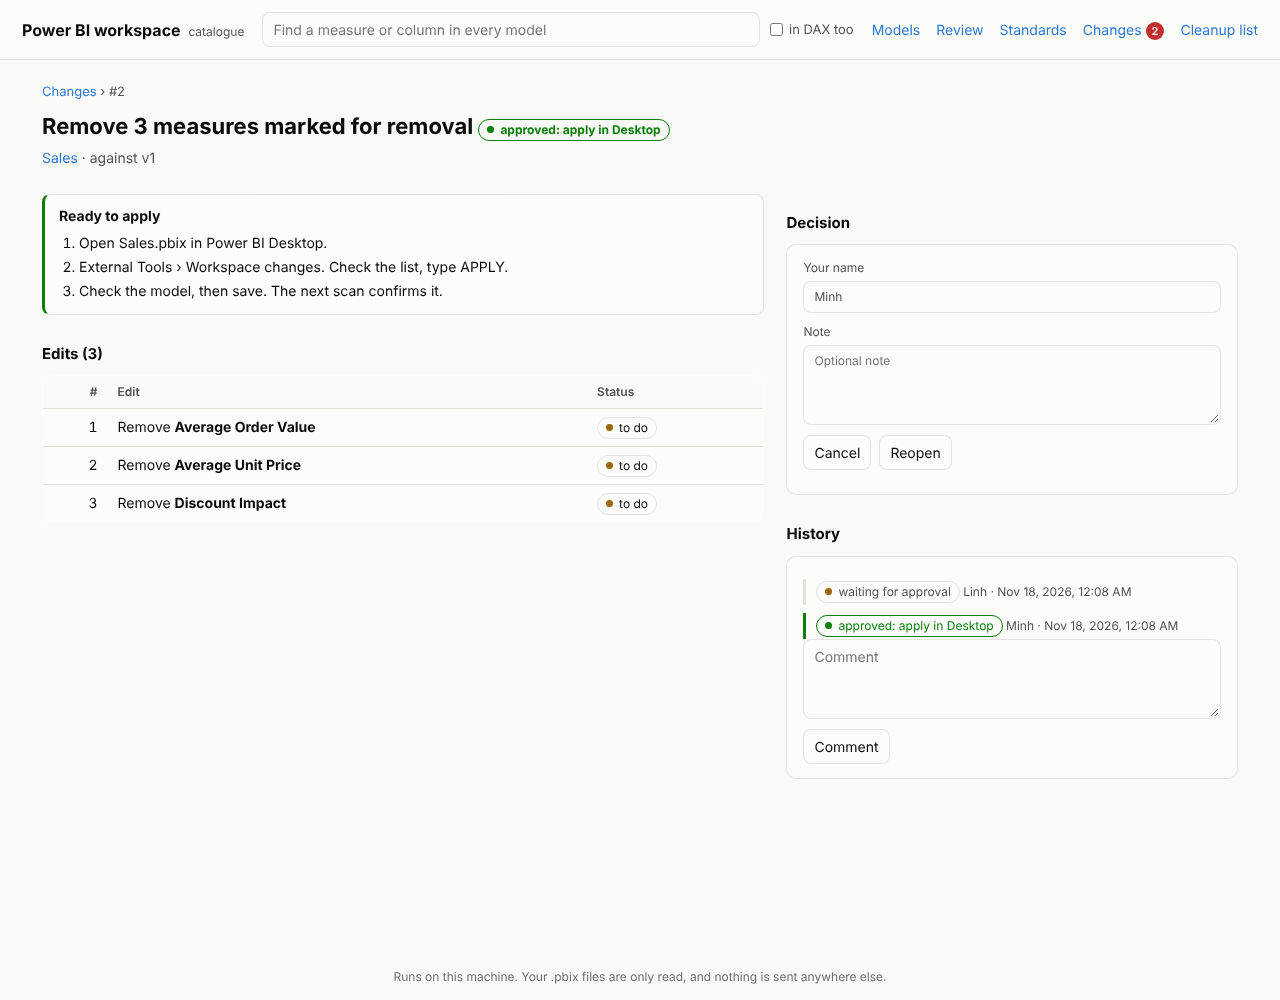 Power BI workspace catalogue
Find a measure or column in every model
in DAX too
Models
Review
Standards
Changes 2
Cleanup list
Changes › #2
Remove 3 measures marked for removal
approved: apply in Desktop
Sales · against v1
Ready to apply
1. Open Sales.pbix in Power BI Desktop.
2. External Tools › Workspace changes. Check the list, type APPLY.
3. Check the model, then save. The next scan confirms it.
Edits (3)
# Edit Status
1 Remove Average Order Value to do
2 Remove Average Unit Price to do
3 Remove Discount Impact to do
Decision
Your name
Minh
Note
Optional note
Cancel
Reopen
History
waiting for approval Linh · Nov 18, 2026, 12:08 AM
approved: apply in Desktop Minh · Nov 18, 2026, 12:08 AM
Comment
Comment
Runs on this machine. Your .pbix files are only read, and nothing is sent anywhere else.